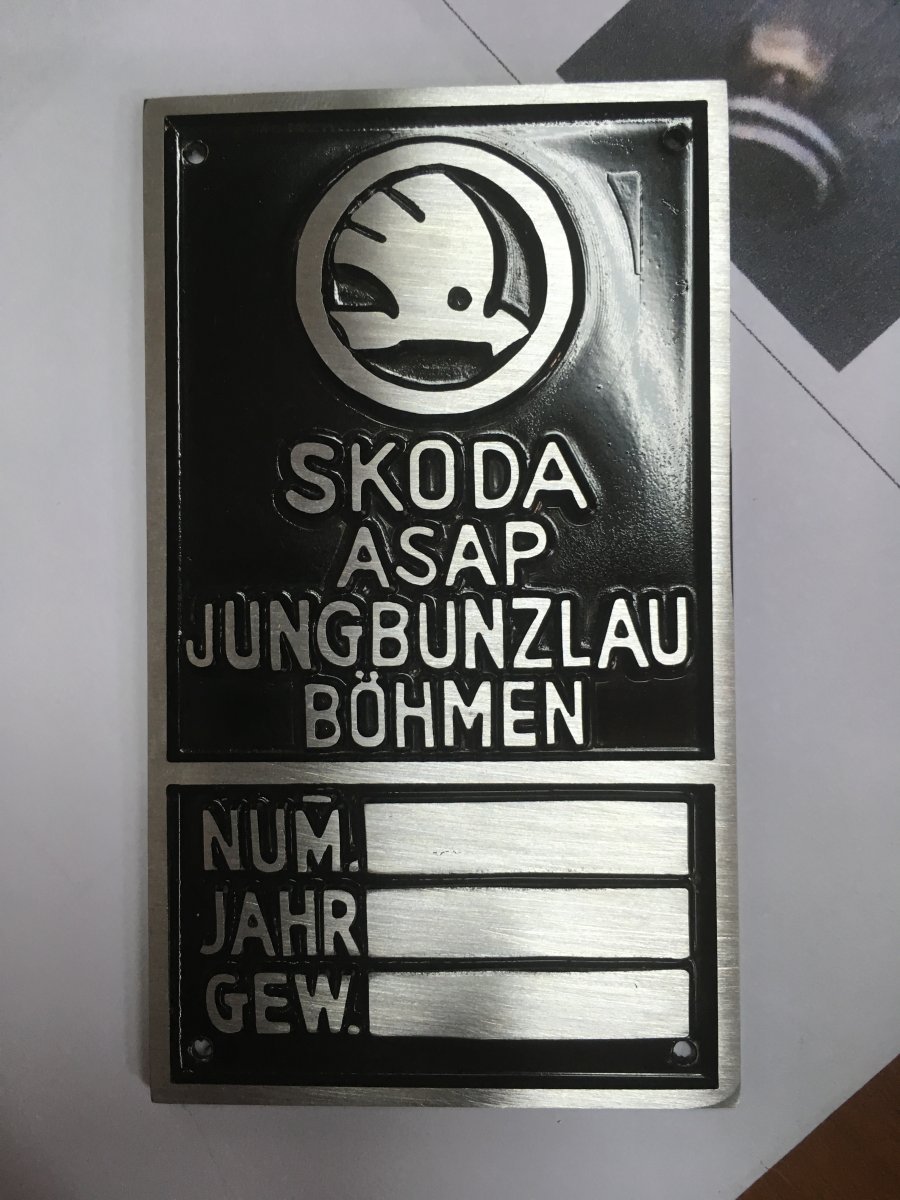 SKODA
ASAP
JUNGBUNZLAU
BÖHMEN
NUM̅.
JAHR
GEW.